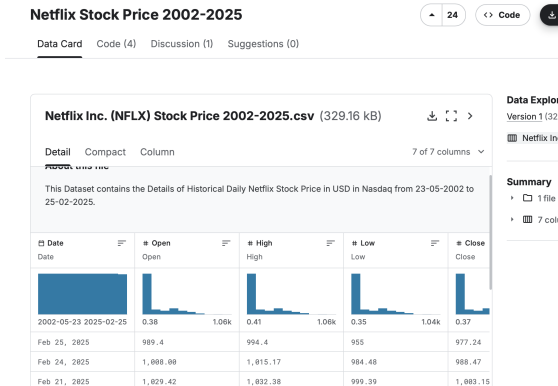 Netflix Stock Price 2002-2025
24
<> Code
Data Card Code (4) Discussion (1) Suggestions (0)
Netflix Inc. (NFLX) Stock Price 2002-2025.csv (329.16 kB)
Detail Compact Column
7 of 7 columns
About this file
This Dataset contains the Details of Historical Daily Netflix Stock Price in USD in Nasdaq from 23-05-2002 to
25-02-2025.
Date # Open # High # Low # Close
Date Open High Low Close
2002-05-23 2025-02-25 0.38 1.06k 0.41 1.06k 0.35 1.04k 0.37
Feb 25, 2025 989.4 994.4 955 977.24
Feb 24, 2025 1,008.00 1,015.17 984.48 988.47
Feb 21, 2025 1,029.42 1,032.38 999.39 1,003.15
Data Explor
Version 1 (32
Netflix In
Summary
1 file
7 colu